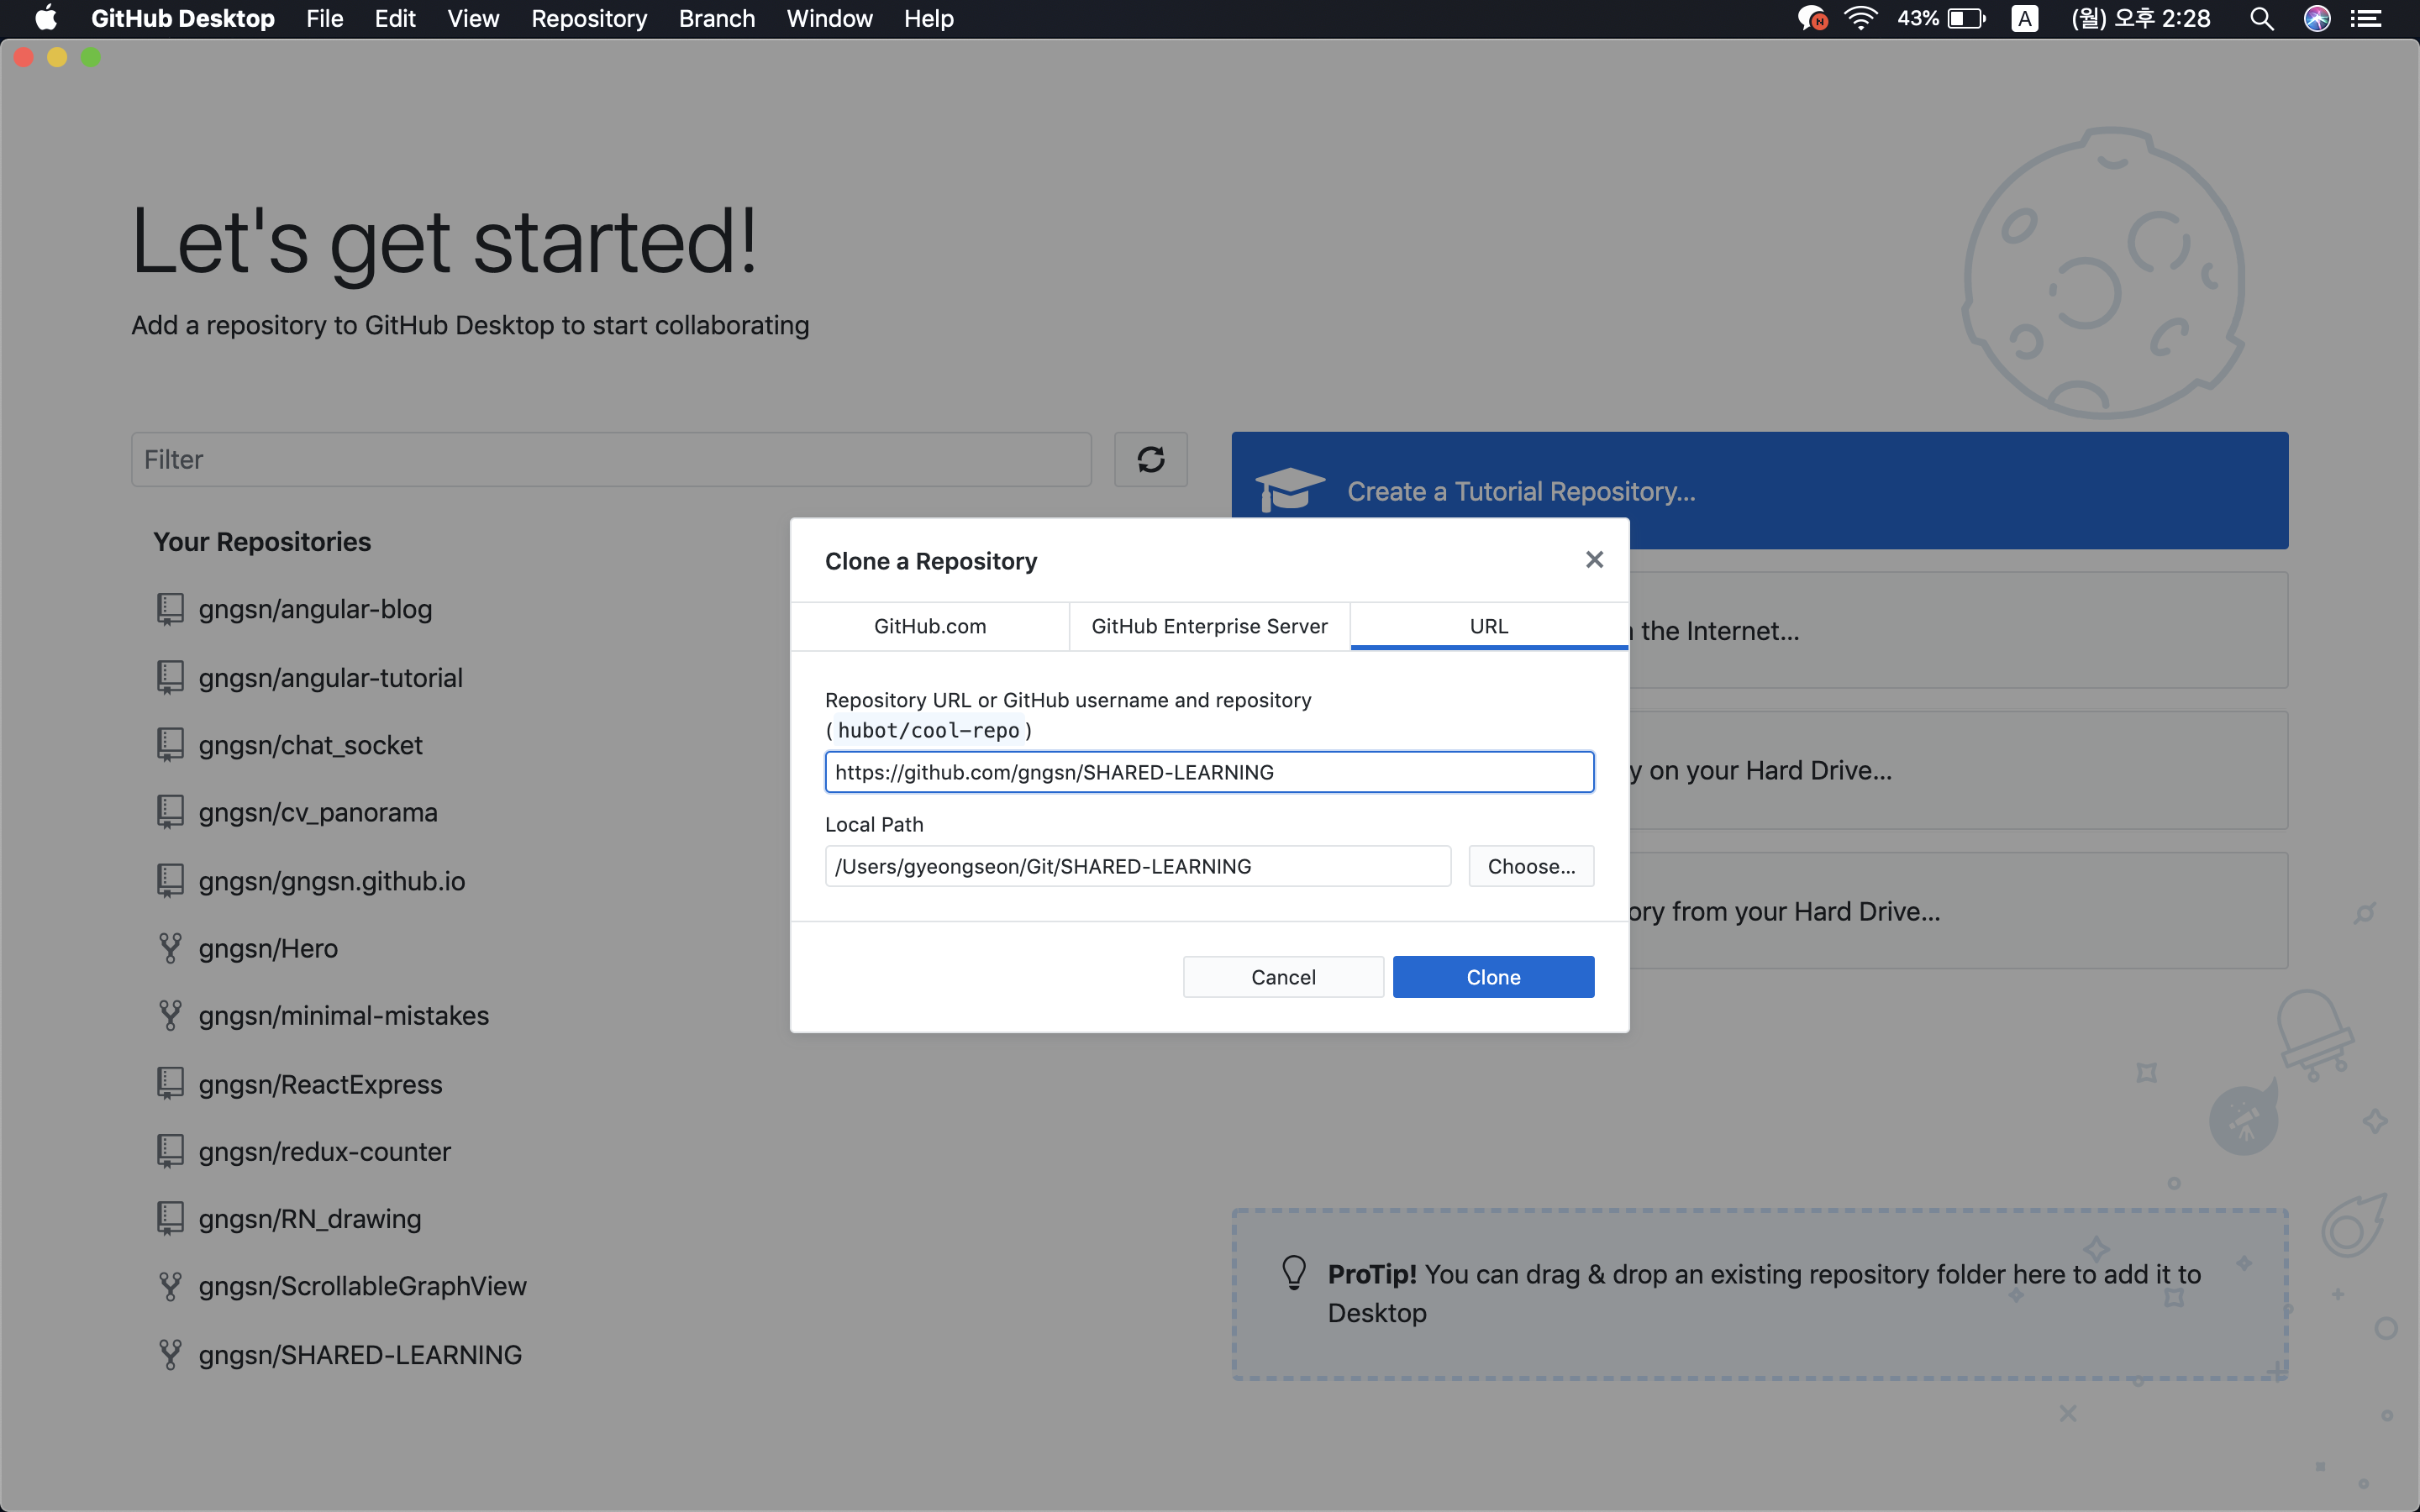 GitHub Desktop File Edit View Repository Branch Window Help
N 43% A (월) 오후 2:28
Let's get started!
Add a repository to GitHub Desktop to start collaborating
Filter
Your Repositories
gngsn/angular-blog
gngsn/angular-tutorial
gngsn/chat_socket
gngsn/cv_panorama
gngsn/gngsn.github.io
gngsn/Hero
gngsn/minimal-mistakes
gngsn/ReactExpress
gngsn/redux-counter
gngsn/RN_drawing
gngsn/ScrollableGraphView
gngsn/SHARED-LEARNING
Create a Tutorial Repository...
the Internet...
y on your Hard Drive...
ory from your Hard Drive...
Clone a Repository
GitHub.com
GitHub Enterprise Server
URL
Repository URL or GitHub username and repository
(hubot/cool-repo)
https://github.com/gngsn/SHARED-LEARNING
Local Path
/Users/gyeongseon/Git/SHARED-LEARNING
Choose...
Cancel
Clone
ProTip! You can drag & drop an existing repository folder here to add it to
Desktop